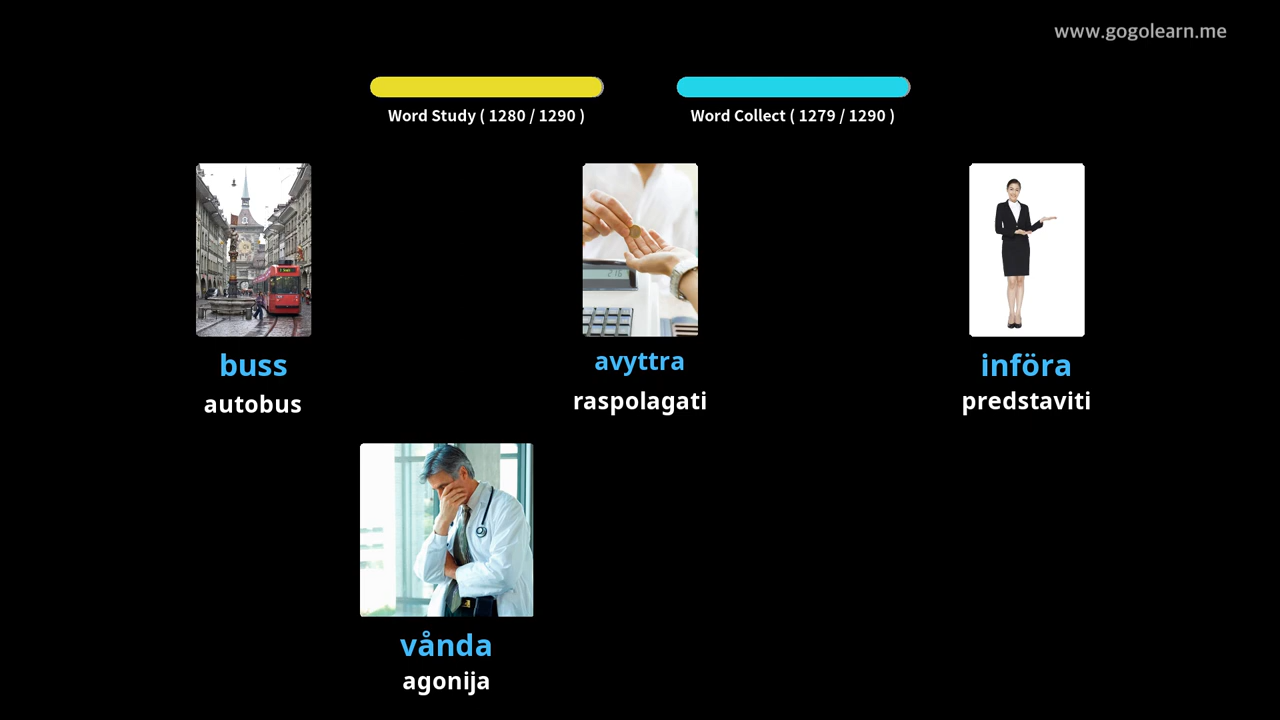 www.gogolearn.me
Word Study ( 1280 / 1290 )
Word Collect ( 1279 / 1290 )
buss
autobus
avyttra
raspolagati
införa
predstaviti
vånda
agonija